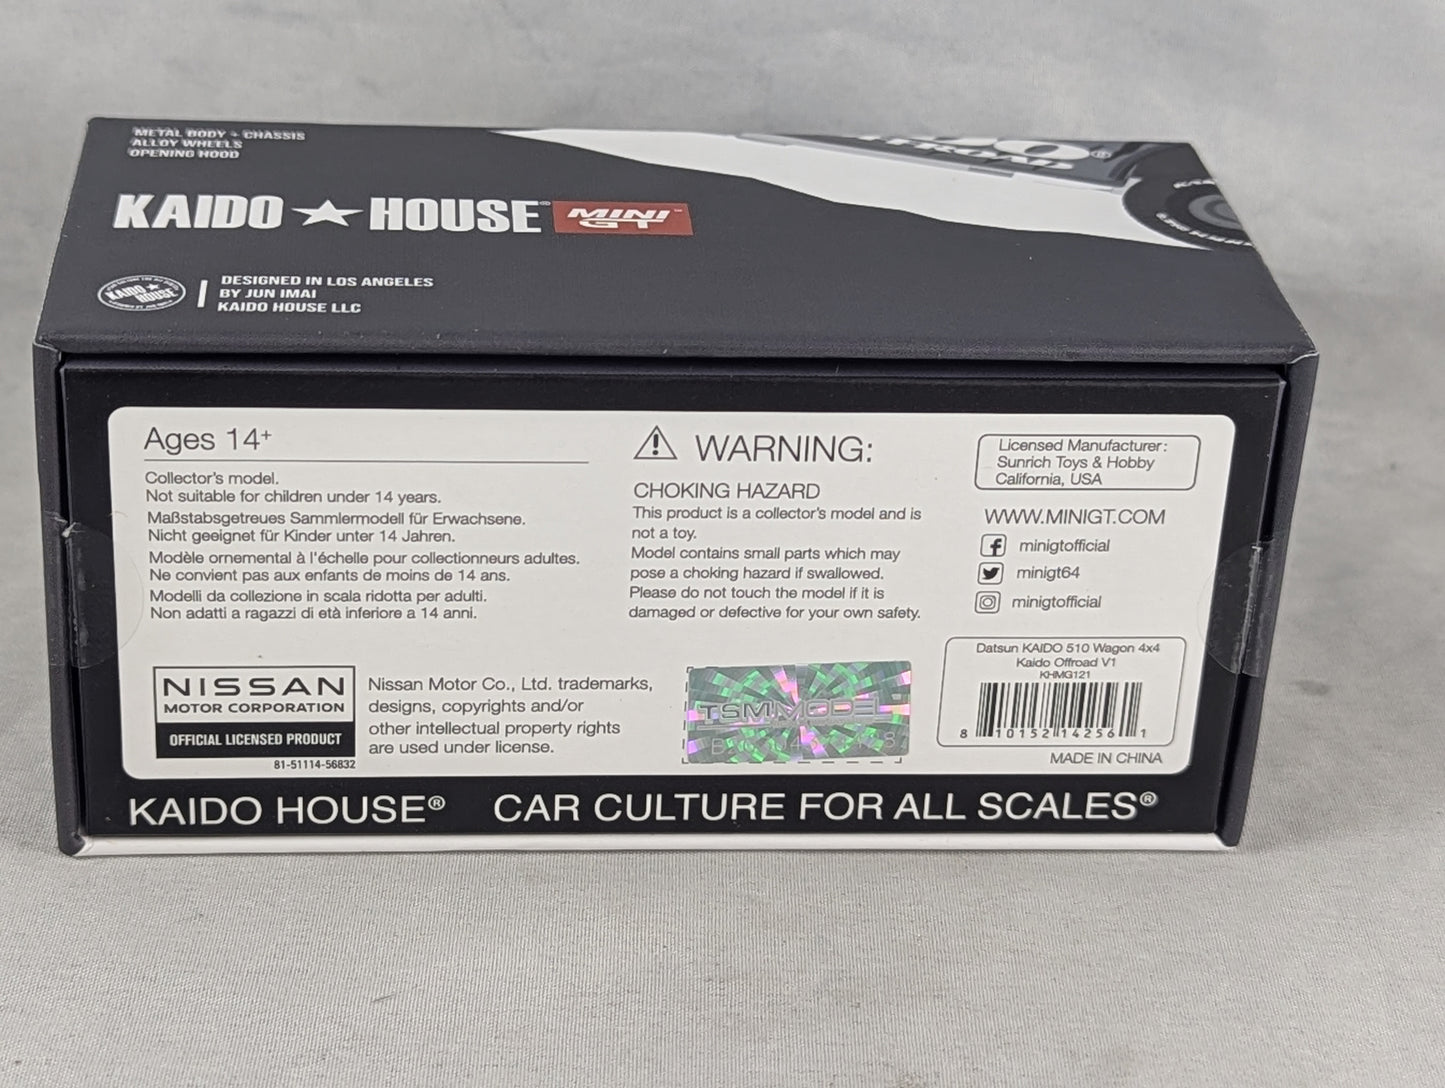 METAL BODY + CHASSIS
ALLOY WHEELS
OPENING HOOD
OFFROAD
KAIDO ★ HOUSE MINI GT
KAIDO ★ HOUSE
DESIGNED IN LOS ANGELES
BY JUN IMAI
KAIDO HOUSE LLC
Ages 14+
Collector's model.
Not suitable for children under 14 years.
Maßstabsgetreues Sammlermodell für Erwachsene.
Nicht geeignet für Kinder unter 14 Jahren.
Modèle ornemental à l'échelle pour collectionneurs adultes.
Ne convient pas aux enfants de moins de 14 ans.
Modelli da collezione in scala ridotta per adulti.
Non adatti a ragazzi di età inferiore a 14 anni.
WARNING:
CHOKING HAZARD
This product is a collector's model and is
not a toy.
Model contains small parts which may
pose a choking hazard if swallowed.
Please do not touch the model if it is
damaged or defective for your own safety.
Licensed Manufacturer:
Sunrich Toys & Hobby
California, USA
WWW.MINIGT.COM
minigtofficial
minigt64
minigtofficial
NISSAN
MOTOR CORPORATION
OFFICIAL LICENSED PRODUCT
81-51114-56832
Nissan Motor Co., Ltd. trademarks,
designs, copyrights and/or
other intellectual property rights
are used under license.
TSM MODEL
Datsun KAIDO 510 Wagon 4x4
Kaido Offroad V1
KHMG121
8 10152 14256 1
MADE IN CHINA
KAIDO HOUSE® CAR CULTURE FOR ALL SCALES®